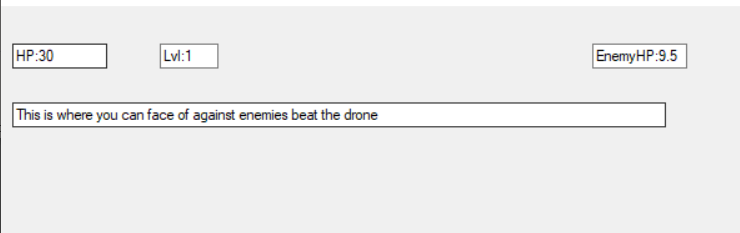 HP:30 Lvl:1 EnemyHP:9.5
This is where you can face of against enemies beat the drone